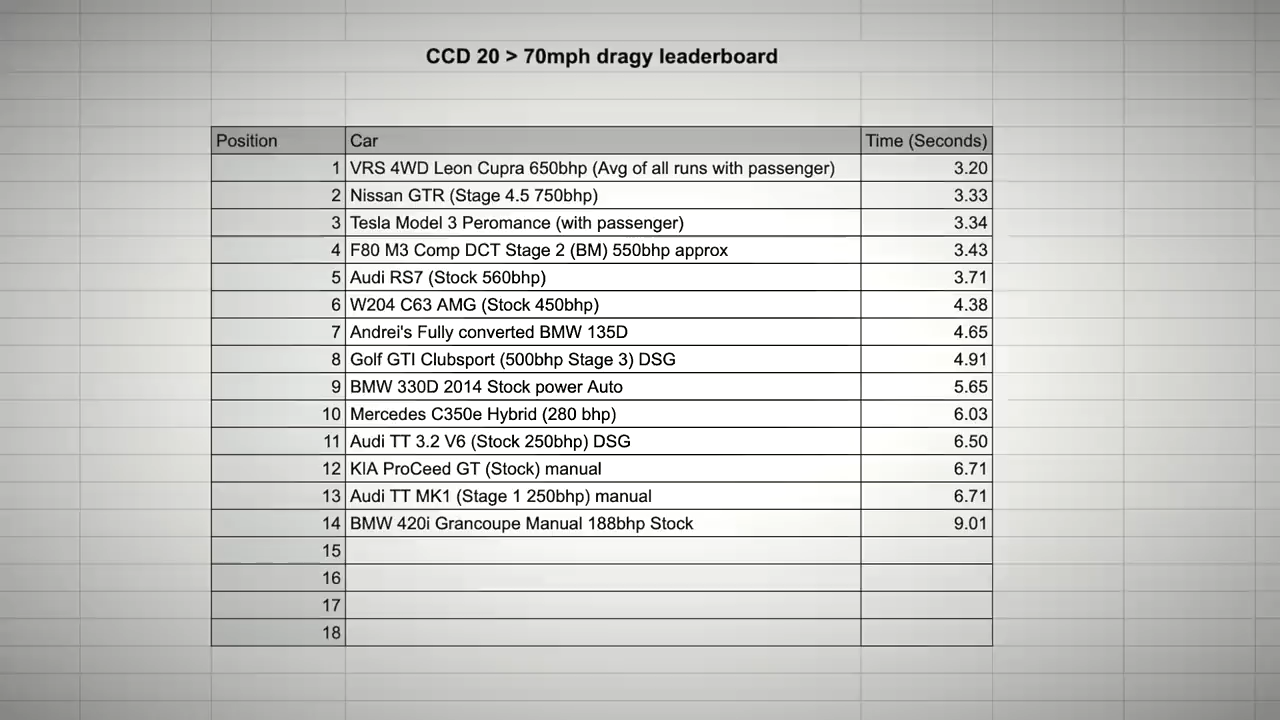 CCD 20 > 70mph dragy leaderboard
Position Car Time (Seconds)
1 VRS 4WD Leon Cupra 650bhp (Avg of all runs with passenger) 3.20
2 Nissan GTR (Stage 4.5 750bhp) 3.33
3 Tesla Model 3 Peromance (with passenger) 3.34
4 F80 M3 Comp DCT Stage 2 (BM) 550bhp approx 3.43
5 Audi RS7 (Stock 560bhp) 3.71
6 W204 C63 AMG (Stock 450bhp) 4.38
7 Andrei's Fully converted BMW 135D 4.65
8 Golf GTI Clubsport (500bhp Stage 3) DSG 4.91
9 BMW 330D 2014 Stock power Auto 5.65
10 Mercedes C350e Hybrid (280 bhp) 6.03
11 Audi TT 3.2 V6 (Stock 250bhp) DSG 6.50
12 KIA ProCeed GT (Stock) manual 6.71
13 Audi TT MK1 (Stage 1 250bhp) manual 6.71
14 BMW 420i Grancoupe Manual 188bhp Stock 9.01
15
16
17
18